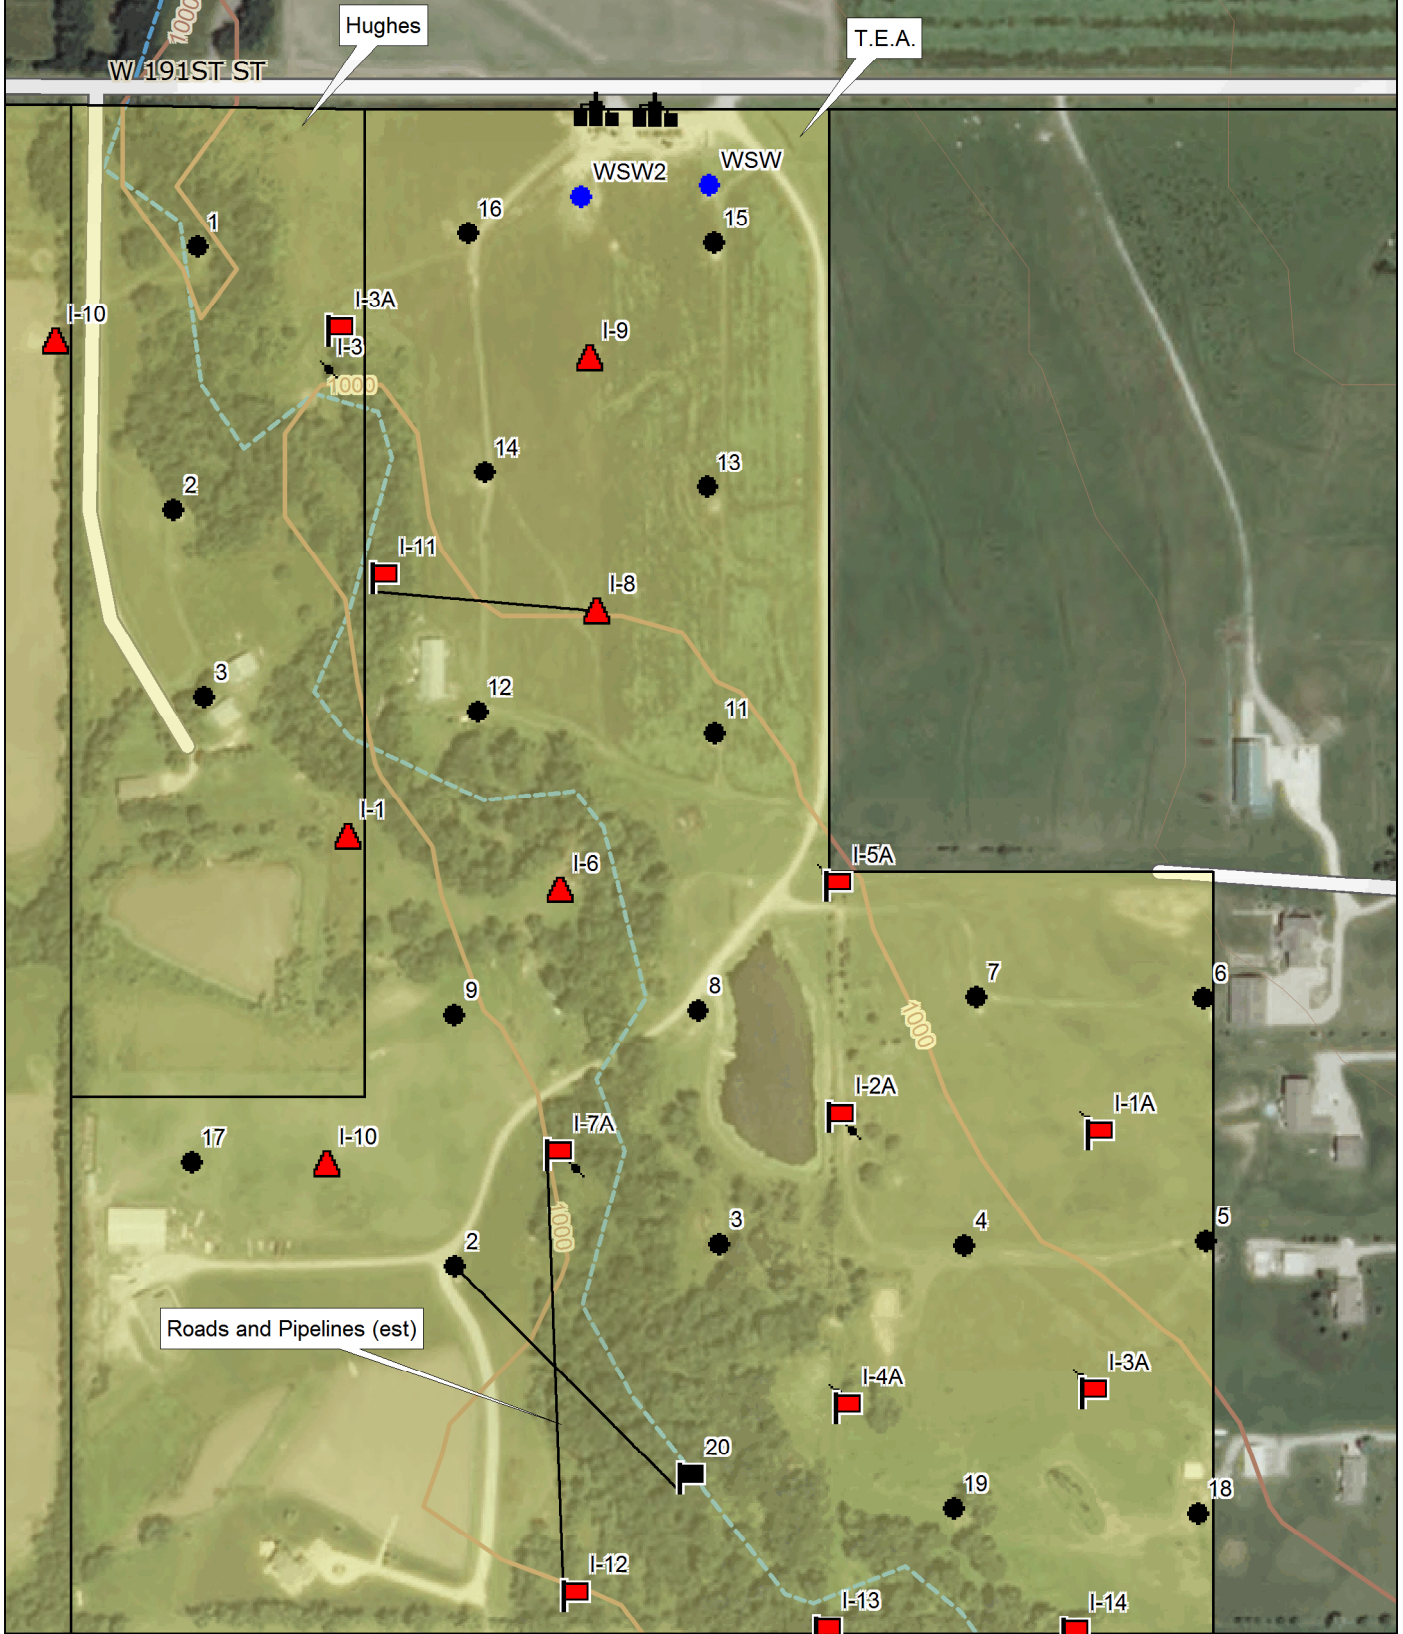 1000
Hughes
T.E.A.
W 191ST ST
WSW2
WSW
16
15
1
I-3A
I-10
I-9
I-3
1000
14
13
2
I-11
I-8
3
12
11
I-1
I-6
I-5A
9
8
7
6
1000
I-2A
I-1A
I-7A
17
I-10
1000
2
3
4
5
Roads and Pipelines (est)
I-4A
I-3A
20
19
18
I-12
I-13
I-14